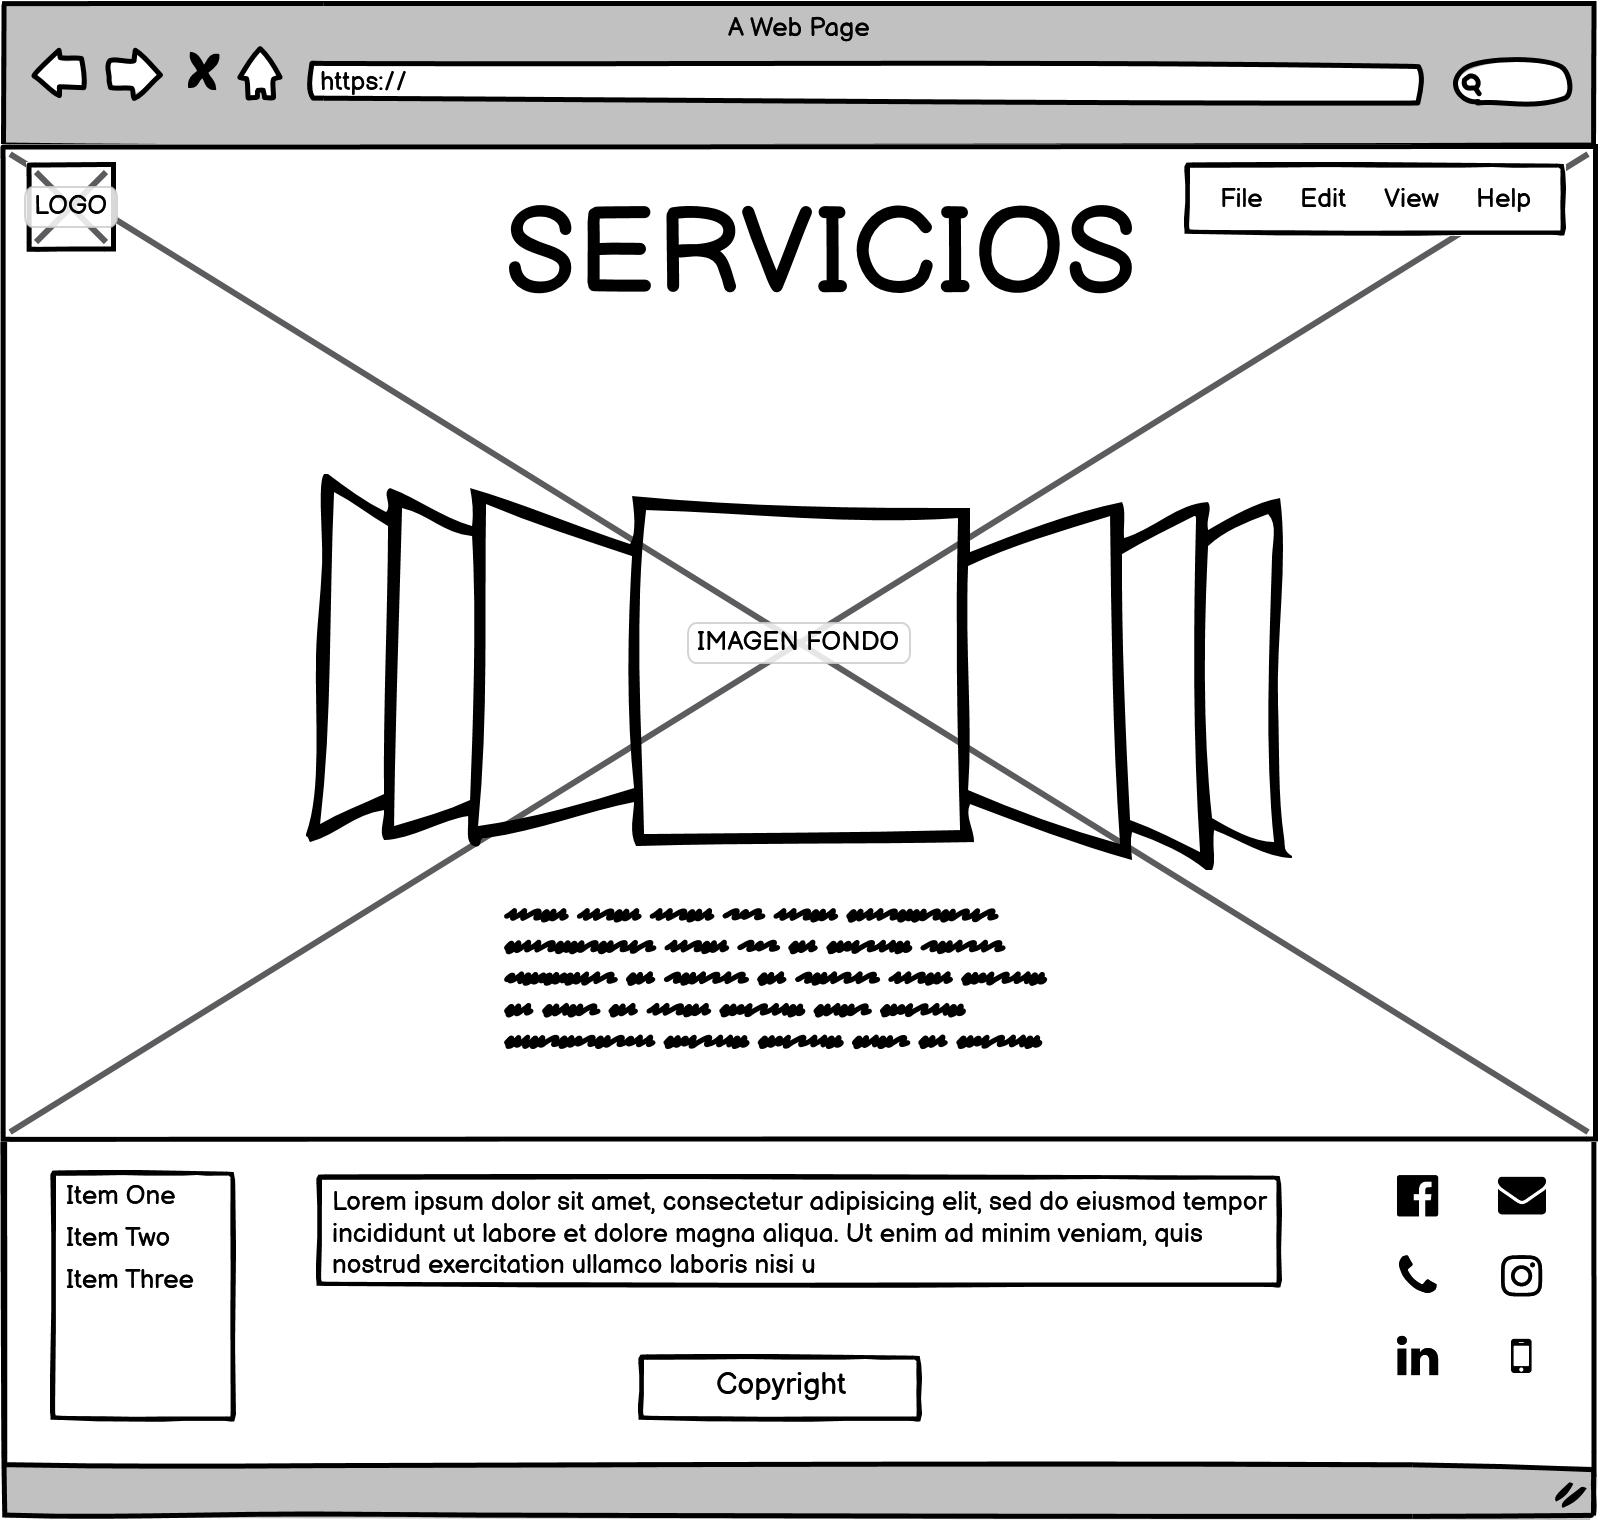 A Web Page
https://
LOGO
SERVICIOS
File Edit View Help
IMAGEN FONDO
Item One
Item Two
Item Three
Lorem ipsum dolor sit amet, consectetur adipisicing elit, sed do eiusmod tempor
incididunt ut labore et dolore magna aliqua. Ut enim ad minim veniam, quis
nostrud exercitation ullamco laboris nisi u
Copyright